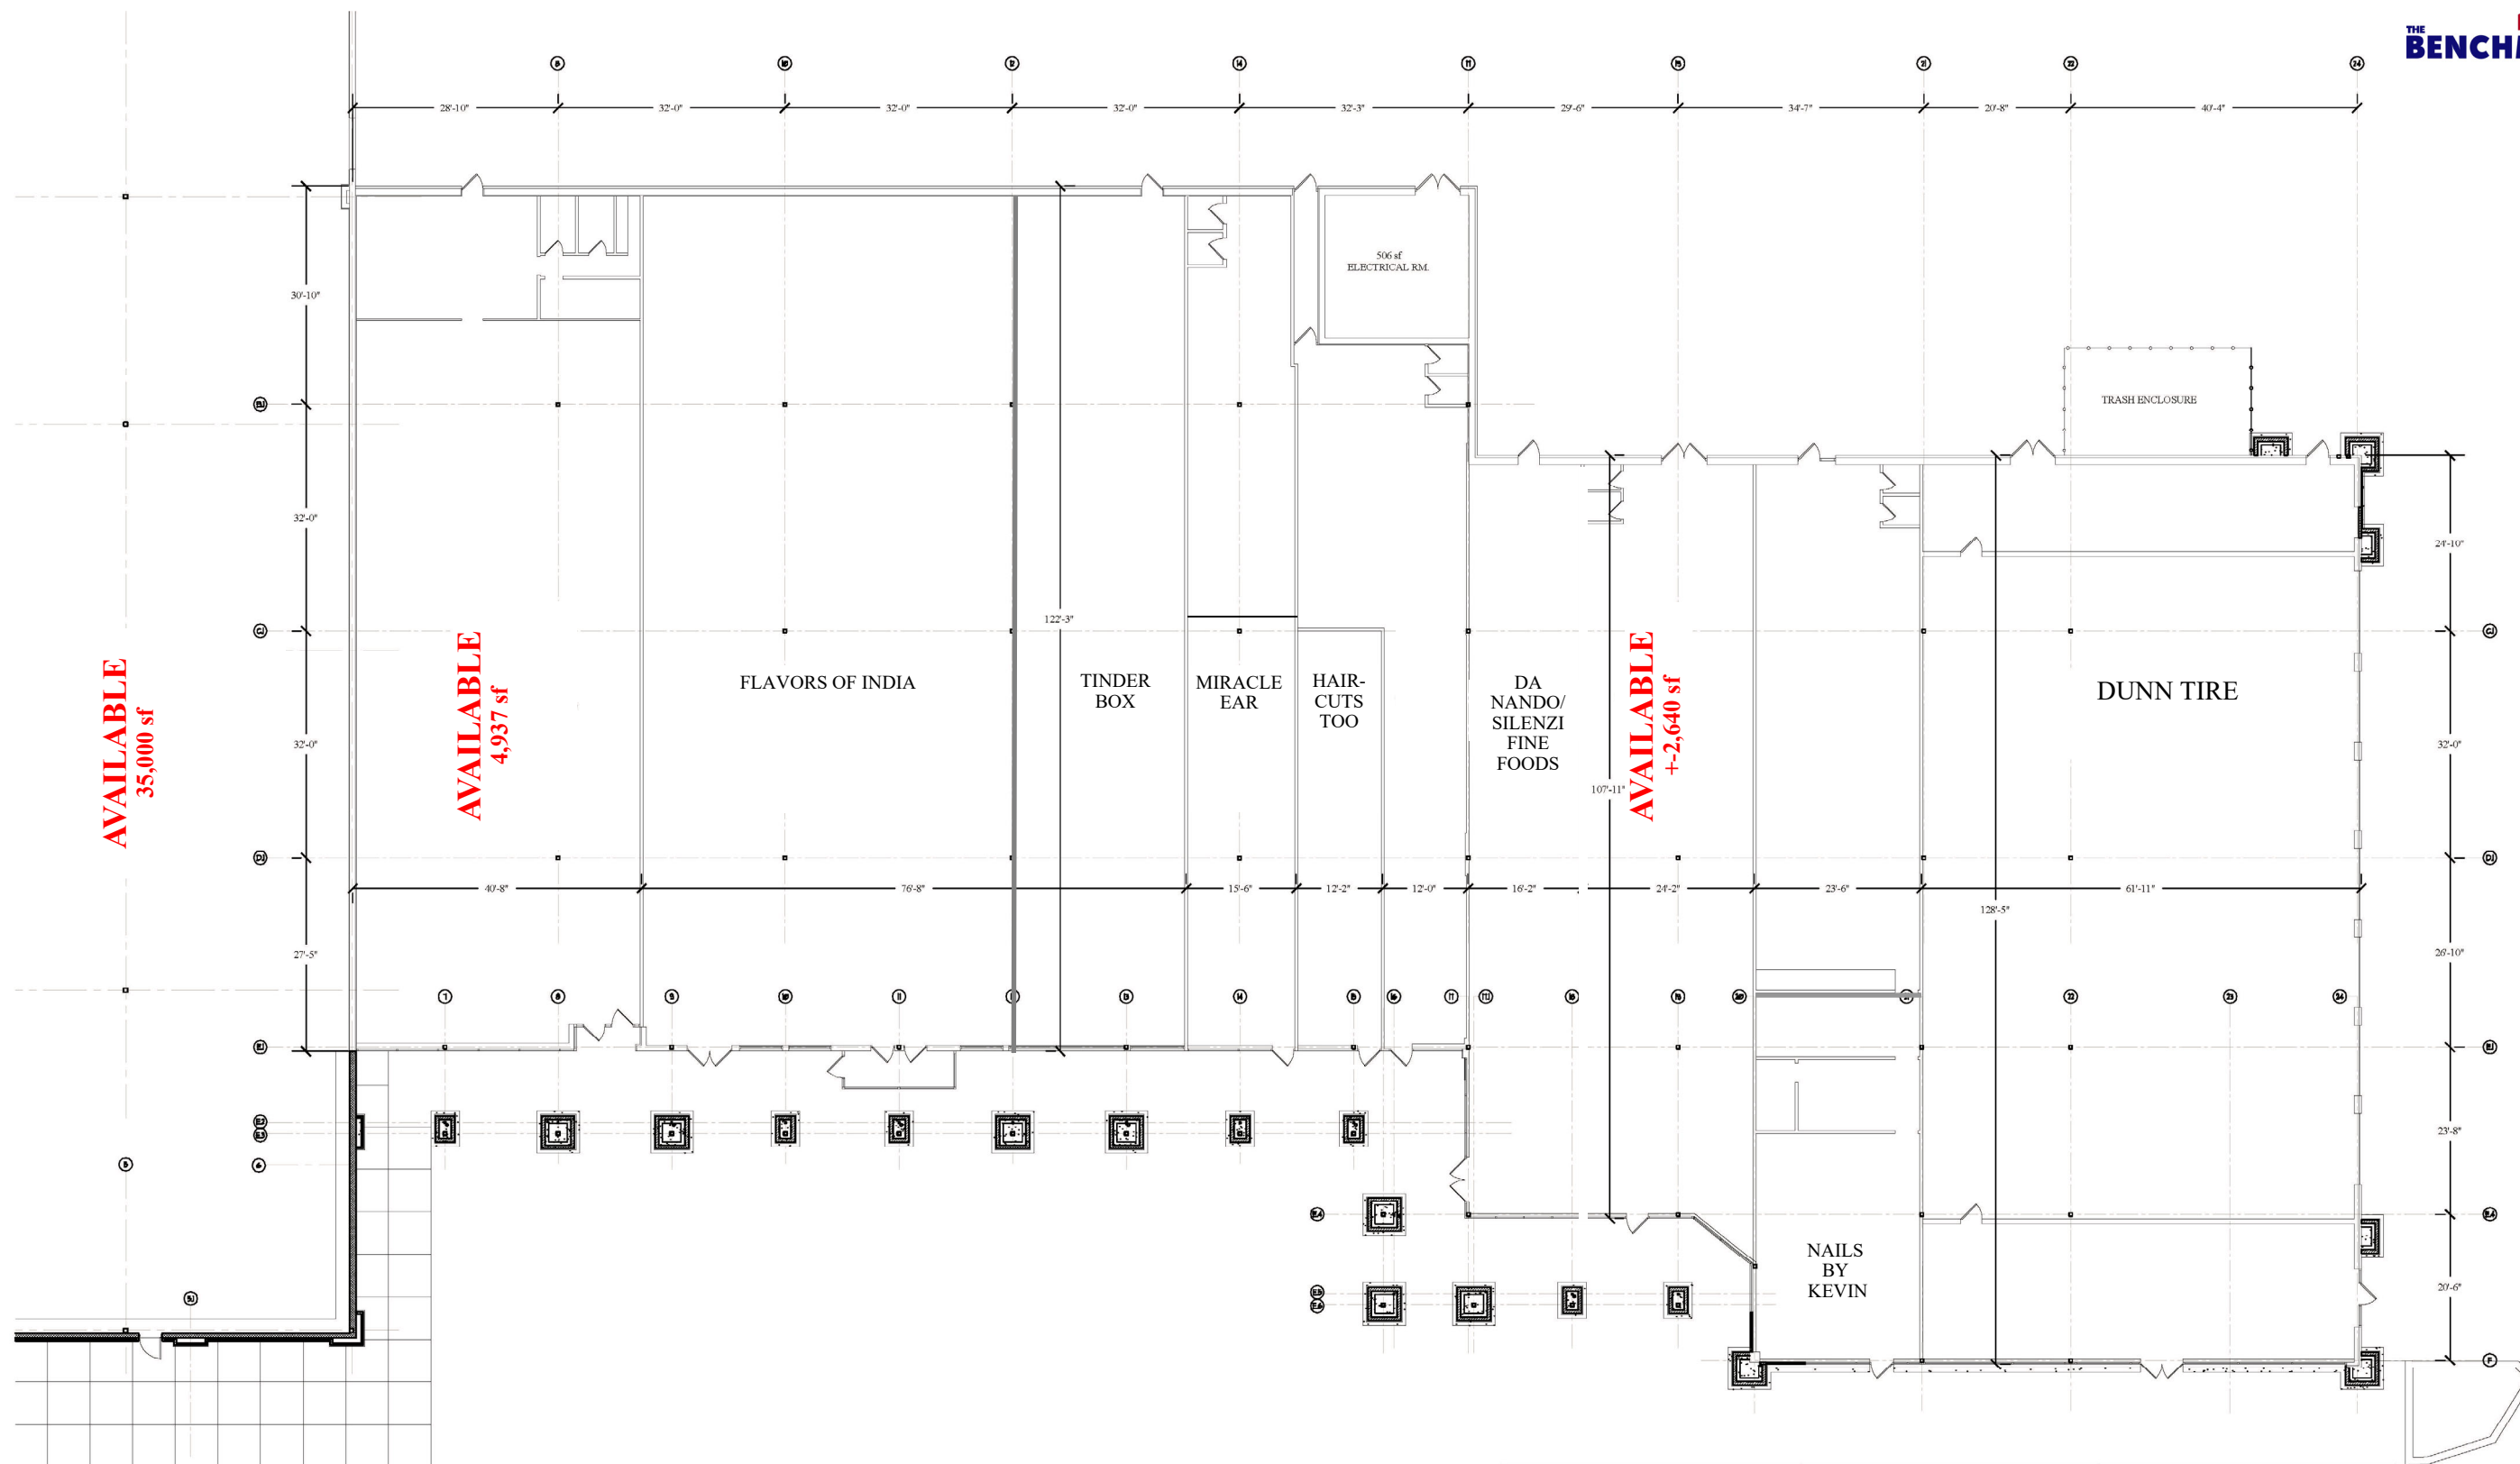 THE
28'-10"
32'-0"
32'-0"
32'-0"
32'-3"
29'-6"
34'-7"
20'-8"
40'-4"
14
24
30'-10"
32'-0"
32'-0"
27'-5"
506 sf
ELECTRICAL RM.
TRASH ENCLOSURE
122'-3"
107'-11"
128'-5"
AVAILABLE
35,000 sf
AVAILABLE
4,937 sf
FLAVORS OF INDIA
TINDER
BOX
MIRACLE
EAR
HAIR-
CUTS
TOO
DA
NANDO/
SILENZI
FINE
FOODS
AVAILABLE
+-2,640 sf
DUNN TIRE
40'-8"
76'-8"
15'-6"
12'-2"
12'-0"
16'-2"
24'-2"
23'-6"
61'-11"
24'-10"
32'-0"
26'-10"
23'-8"
20'-6"
NAILS
BY
KEVIN
F